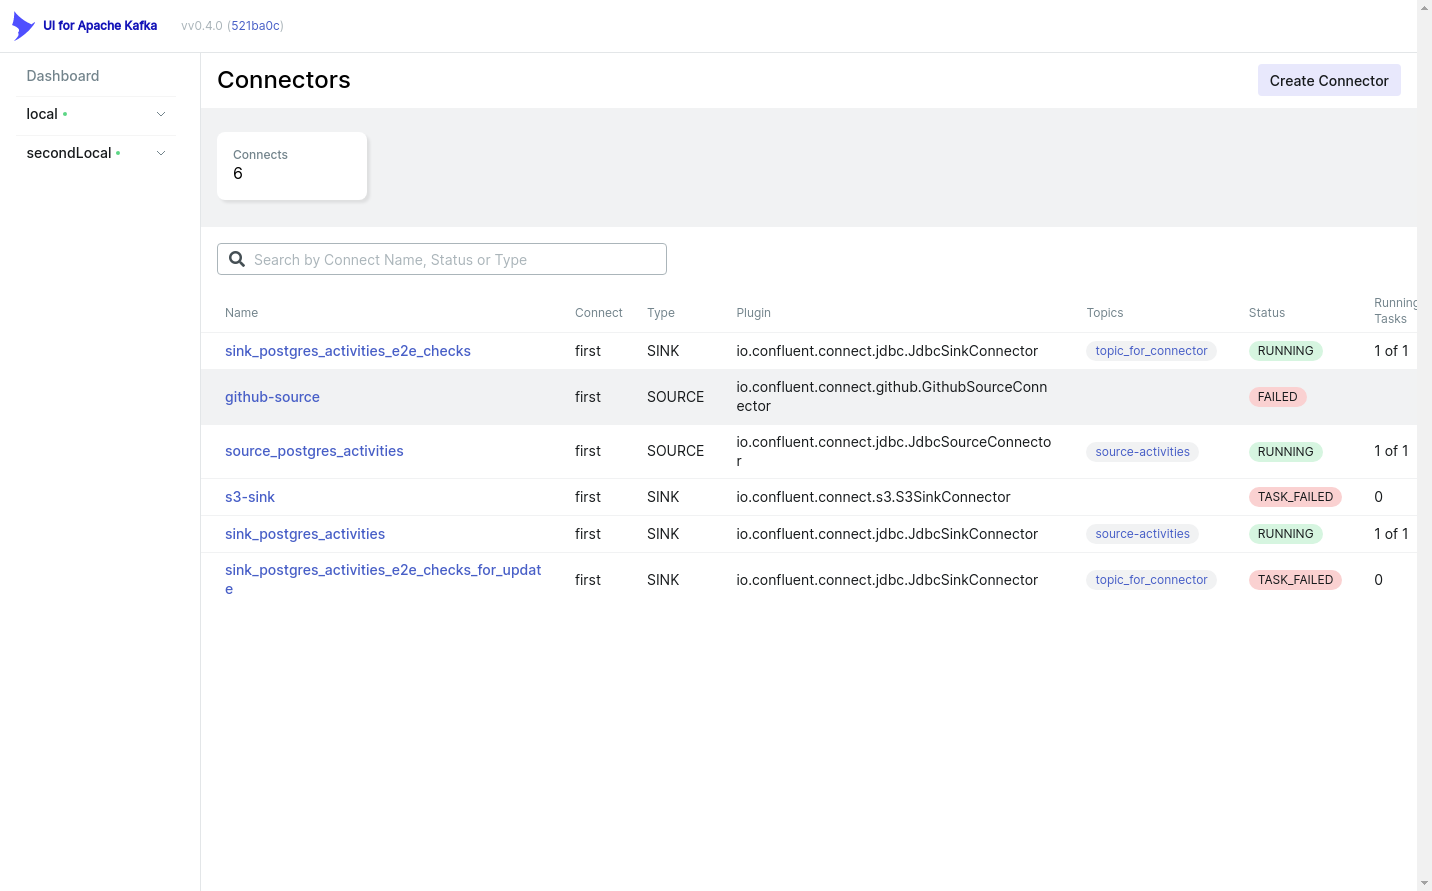 UI for Apache Kafka vv0.4.0 (521ba0c)
Dashboard
local
secondLocal
Connectors
Create Connector
Connects
6
Search by Connect Name, Status or Type
Name Connect Type Plugin Topics Status Running
Tasks
sink_postgres_activities_e2e_checks first SINK io.confluent.connect.jdbc.JdbcSinkConnector topic_for_connector RUNNING 1 of 1
github-source first SOURCE io.confluent.connect.github.GithubSourceConn
ector FAILED
source_postgres_activities first SOURCE io.confluent.connect.jdbc.JdbcSourceConnecto
r source-activities RUNNING 1 of 1
s3-sink first SINK io.confluent.connect.s3.S3SinkConnector TASK_FAILED 0
sink_postgres_activities first SINK io.confluent.connect.jdbc.JdbcSinkConnector source-activities RUNNING 1 of 1
sink_postgres_activities_e2e_checks_for_updat
e first SINK io.confluent.connect.jdbc.JdbcSinkConnector topic_for_connector TASK_FAILED 0